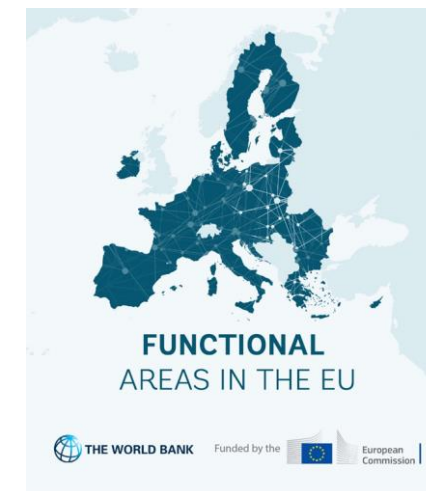 FUNCTIONAL
AREAS IN THE EU
THE WORLD BANK
Funded by the
European
Commission